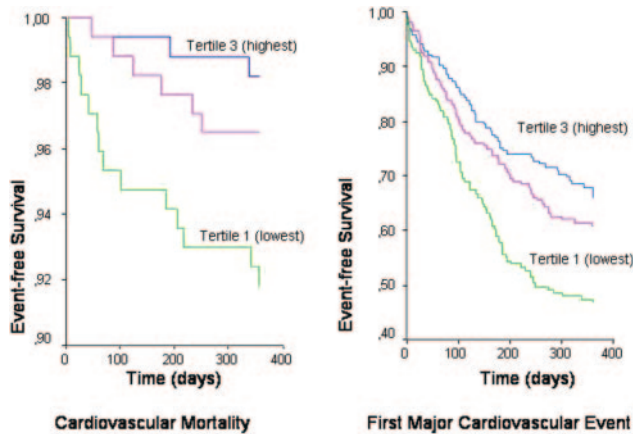 1,00
,98
,96
,94
,92
,90
0
100
200
300
400
Event-free Survival
Time (days)
Tertile 3 (highest)
Tertile 1 (lowest)
Cardiovascular Mortality
1,00
,90
,80
,70
,60
,50
,40
0
100
200
300
400
Event-free Survival
Time (days)
Tertile 3 (highest)
Tertile 1 (lowest)
First Major Cardiovascular Event